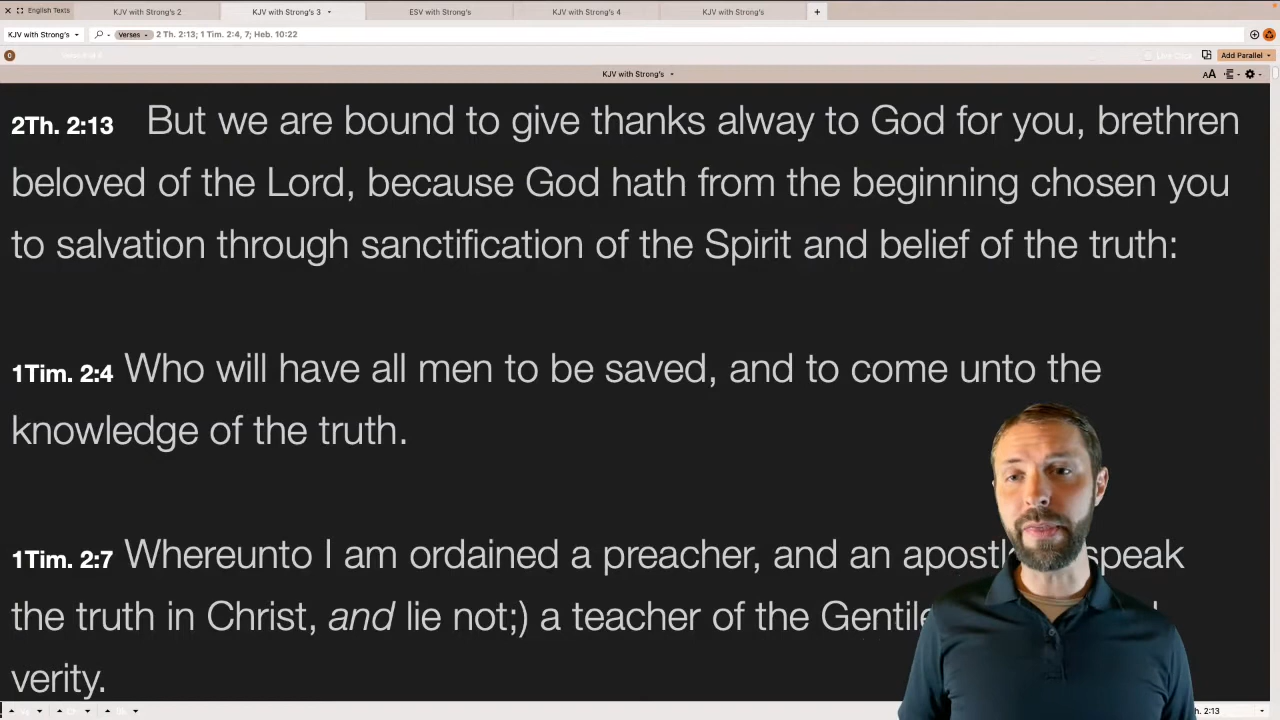 English Texts
KJV with Strong's 2
KJV with Strong's 3
ESV with Strong's
KJV with Strong's 4
KJV with Strong's
+
KJV with Strong's
Verses
2 Th. 2:13; 1 Tim. 2:4, 7; Heb. 10:22
0
Add Parallel
KJV with Strong's
AA
2Th. 2:13 But we are bound to give thanks alway to God for you, brethren
beloved of the Lord, because God hath from the beginning chosen you
to salvation through sanctification of the Spirit and belief of the truth:
1Tim. 2:4 Who will have all men to be saved, and to come unto the
knowledge of the truth.
1Tim. 2:7 Whereunto I am ordained a preacher, and an apostl speak
the truth in Christ, and lie not;) a teacher of the Gentile
verity.
h. 2:13